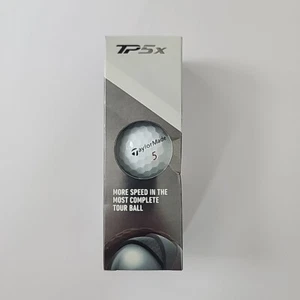 TP5x
TaylorMade
5
MORE SPEED IN THE
MOST COMPLETE
TOUR BALL